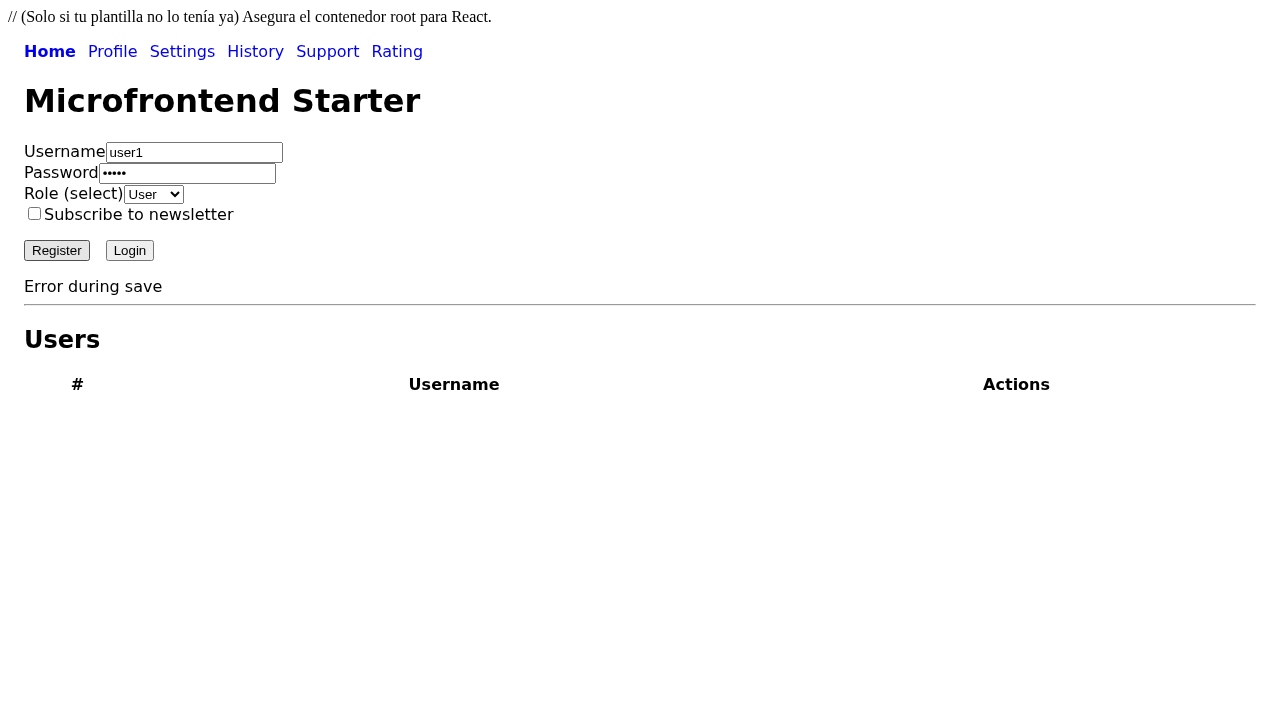 // (Solo si tu plantilla no lo tenía ya) Asegura el contenedor root para React.
Home Profile Settings History Support Rating
Microfrontend Starter
Username user1
Password •••••
Role (select) User
Subscribe to newsletter
Register Login
Error during save
Users
# Username Actions